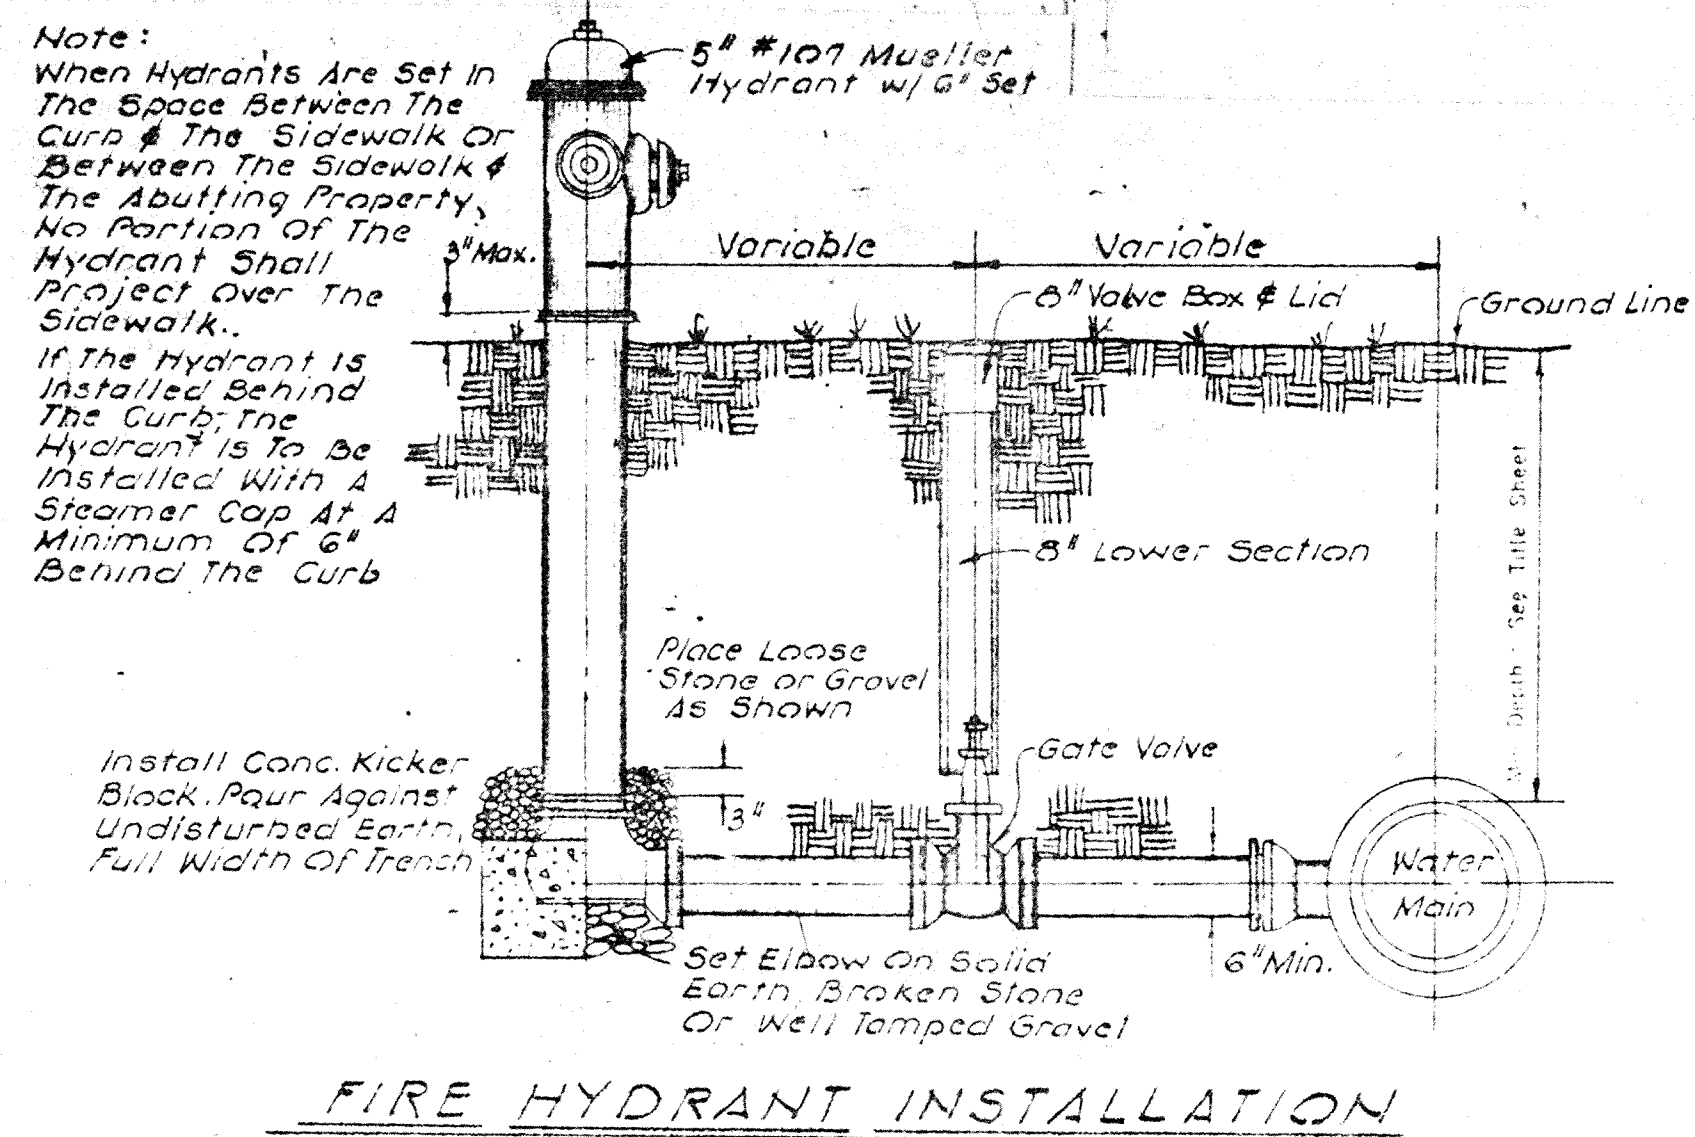 Note:
When Hydrants Are Set In
The Space Between The
Curb & The Sidewalk Or
Between The Sidewalk &
The Abutting Property,
No Portion Of The
Hydrant Shall
Project Over The
Sidewalk..
If The Hydrant Is
Installed Behind
The Curb, The
Hydrant Is To Be
Installed With A
Steamer Cap At A
Minimum Of 6"
Behind The Curb
5" #107 Mueller
Hydrant w/ 6" Set
3" Max.
Variable
Variable
8" Valve Box & Lid
Ground Line
8" Lower Section
Depth - See Title Sheet
Place Loose
Stone or Gravel
As Shown
Install Conc. Kicker
Block. Pour Against
Undisturbed Earth,
Full Width Of Trench
3"
Gate Valve
Water
Main
Set Elbow On Solid
Earth, Broken Stone
Or Well Tamped Gravel
6" Min.
FIRE HYDRANT INSTALLATION